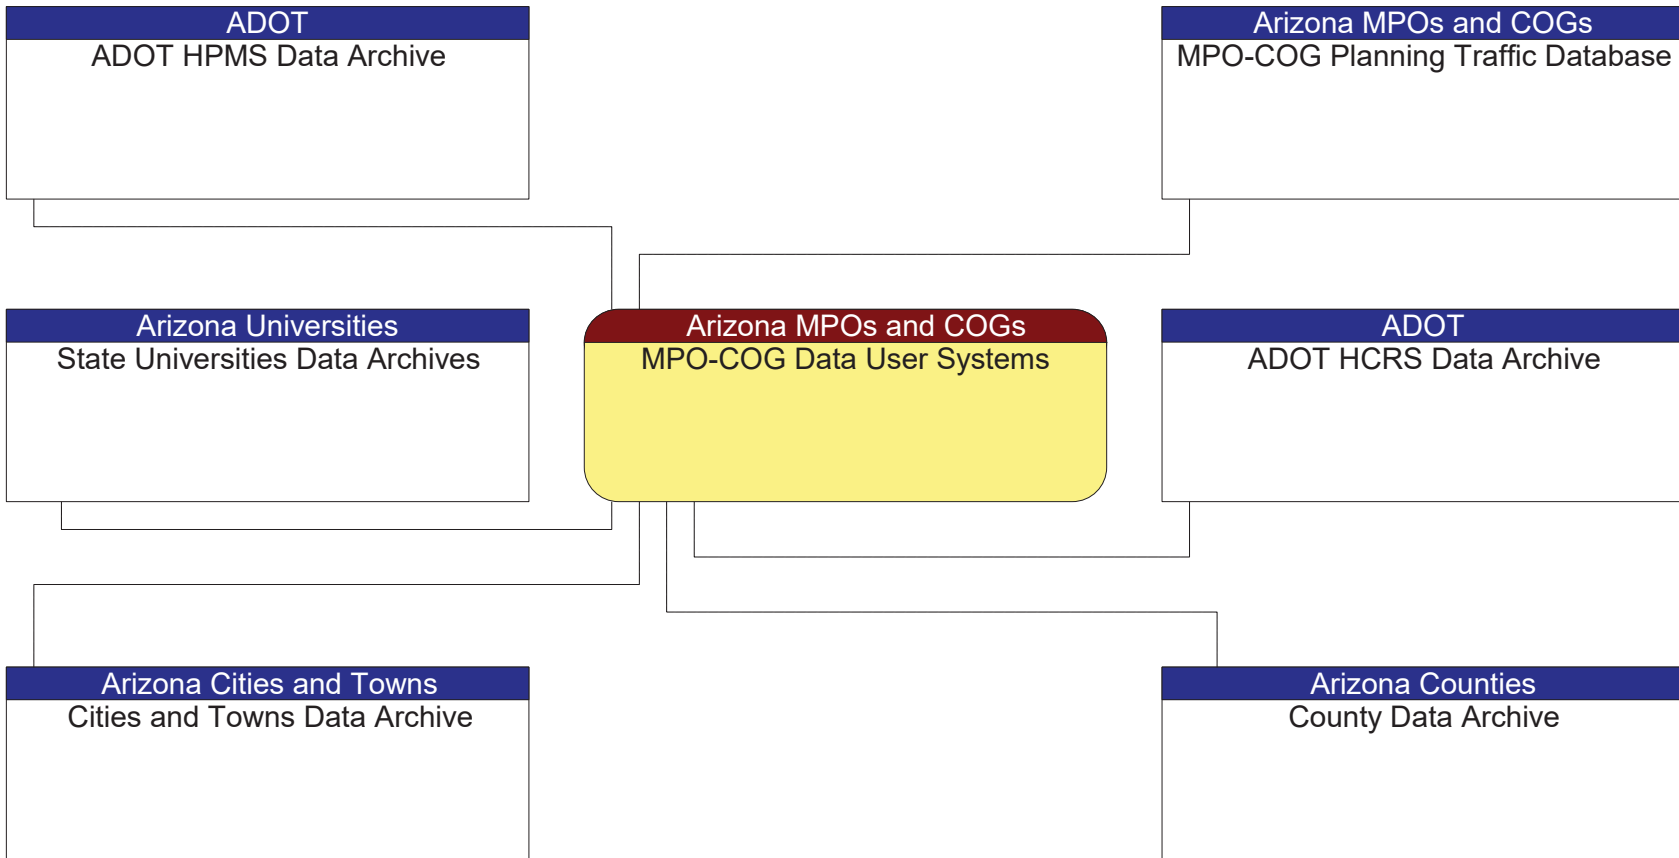 ADOT
ADOT HPMS Data Archive
Arizona MPOs and COGs
MPO-COG Planning Traffic Database
Arizona Universities
State Universities Data Archives
Arizona MPOs and COGs
MPO-COG Data User Systems
ADOT
ADOT HCRS Data Archive
Arizona Cities and Towns
Cities and Towns Data Archive
Arizona Counties
County Data Archive